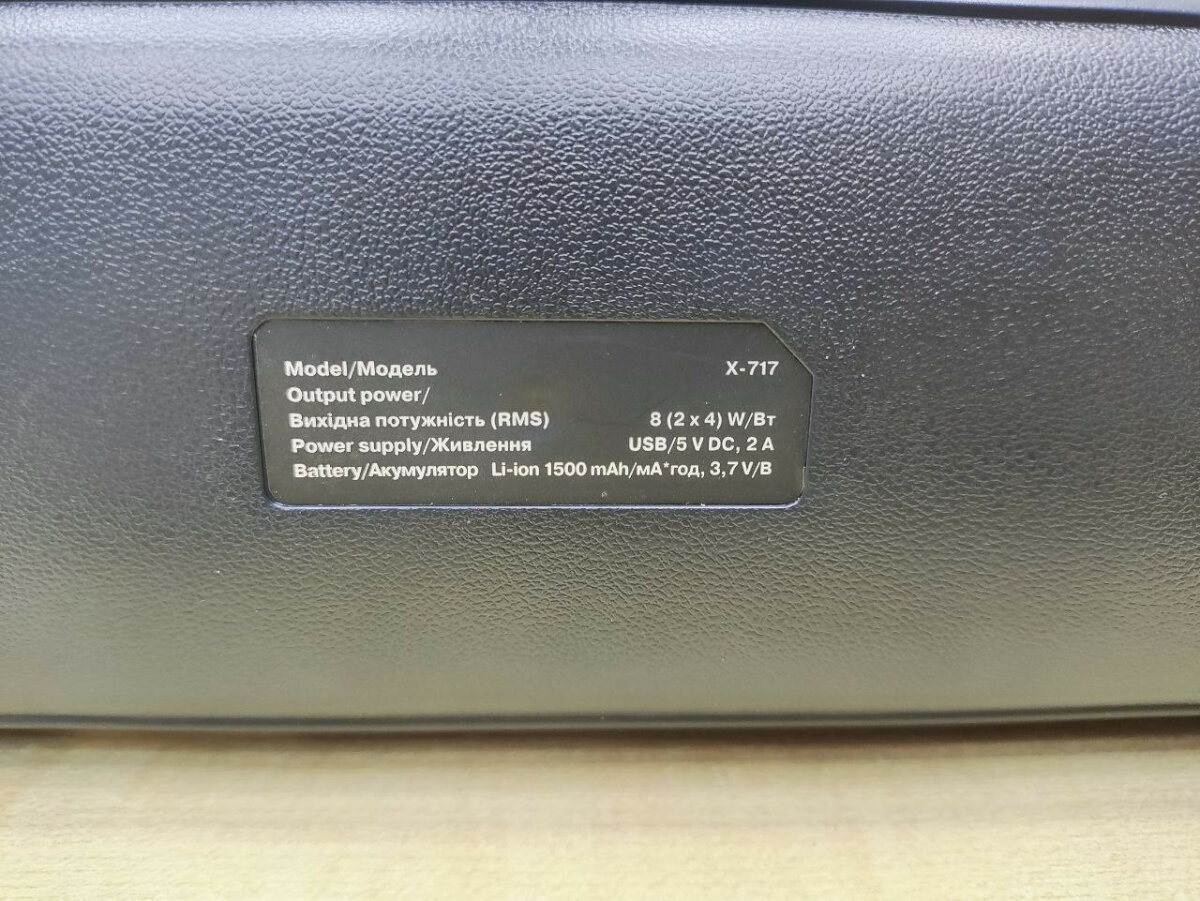 Model/Модель X-717
Output power/
Вихідна потужність (RMS) 8 (2 x 4) W/Вт
Power supply/Живлення USB/5 V DC, 2 A
Battery/Акумулятор Li-ion 1500 mAh/мА*год, 3,7 V/В